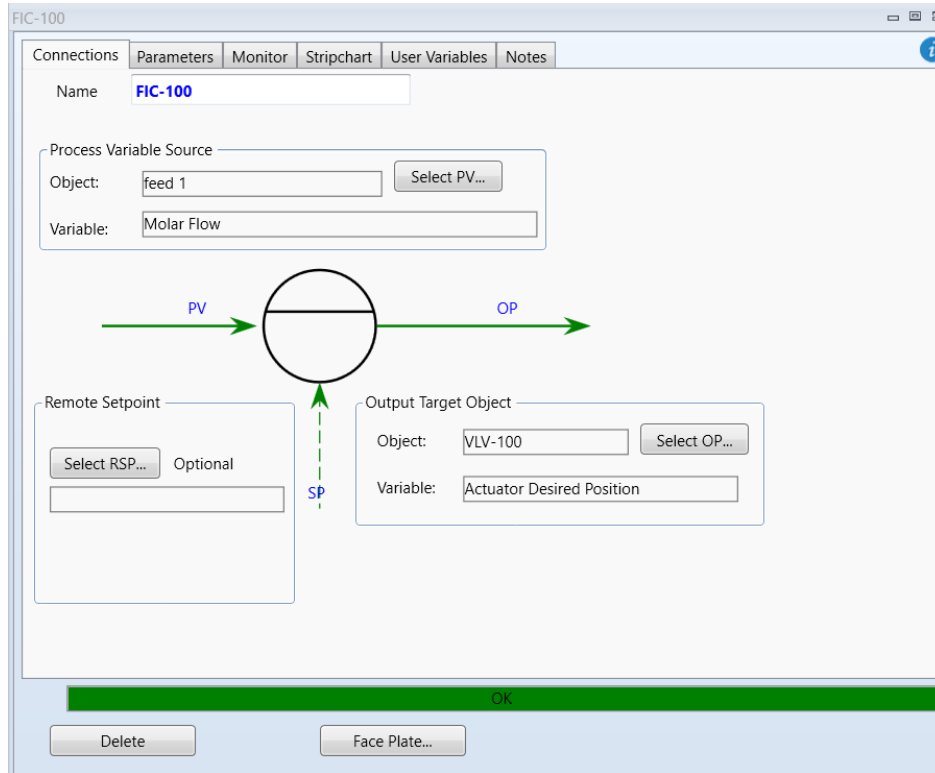 FIC-100
Connections Parameters Monitor Stripchart User Variables Notes
i
Name FIC-100
Process Variable Source
Object: feed 1 Select PV...
Variable: Molar Flow
PV OP
Remote Setpoint
Select RSP... Optional
SP
Output Target Object
Object: VLV-100 Select OP...
Variable: Actuator Desired Position
OK
Delete Face Plate...